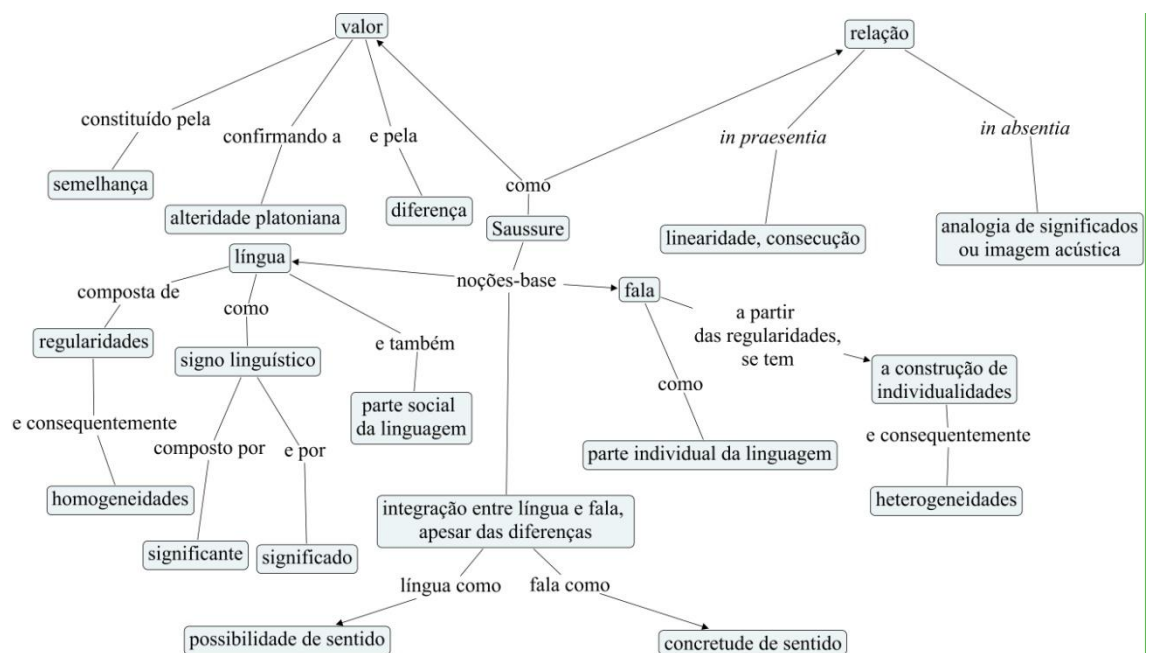 valor
relação
constituído pela
confirmando a
e pela
in praesentia
in absentia
semelhança
como
alteridade platoniana
diferença
Saussure
linearidade, consecução
analogia de significados
ou imagem acústica
língua
noções-base
fala
composta de
como
a partir
das regularidades,
se tem
regularidades
signo linguístico
e também
a construção de
individualidades
como
parte social
da linguagem
e consequentemente
composto por
e por
parte individual da linguagem
e consequentemente
homogeneidades
heterogeneidades
integração entre língua e fala,
apesar das diferenças
significante
significado
língua como
fala como
possibilidade de sentido
concretude de sentido